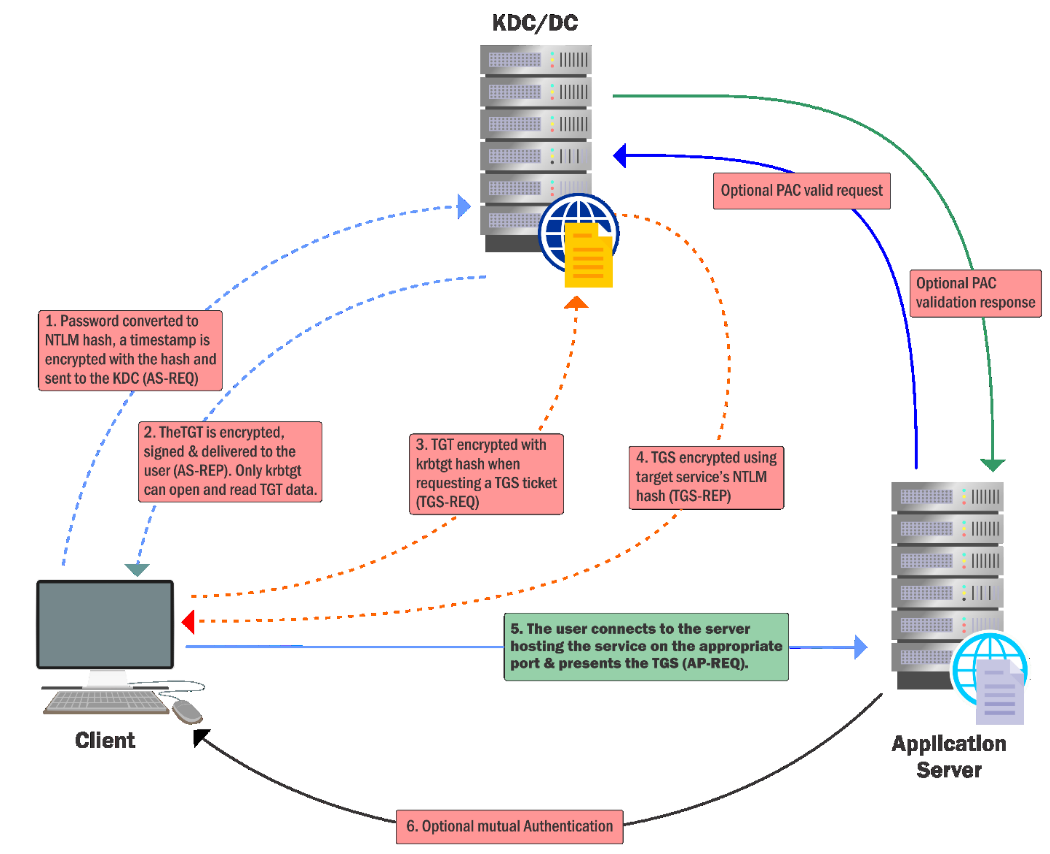 KDC/DC
Optional PAC valid request
Optional PAC
validation response
1. Password converted to
NTLM hash, a timestamp is
encrypted with the hash and
sent to the KDC (AS-REQ)
2. TheTGT is encrypted,
signed & delivered to the
user (AS-REP). Only krbtgt
can open and read TGT data.
3. TGT encrypted with
krbtgt hash when
requesting a TGS ticket
(TGS-REQ)
4. TGS encrypted using
target service's NTLM
hash (TGS-REP)
5. The user connects to the server
hosting the service on the appropriate
port & presents the TGS (AP-REQ).
Client
Application
Server
6. Optional mutual Authentication